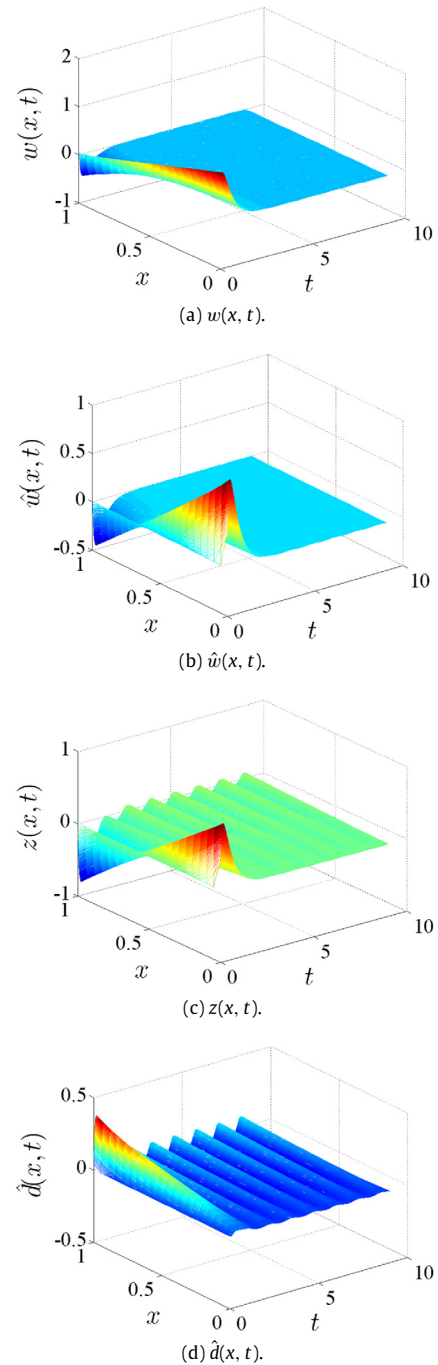 2
1
0
-1
w(x, t)
1
0.5
0
x
0
5
10
t
(a) w(x, t).
1
0.5
0
-0.5
ŵ(x, t)
1
0.5
0
x
0
5
10
t
(b) ŵ(x, t).
1
0
-1
z(x, t)
1
0.5
0
x
0
5
10
t
(c) z(x, t).
0.5
0
-0.5
d̂(x, t)
1
0.5
0
x
0
5
10
t
(d) d̂(x, t).